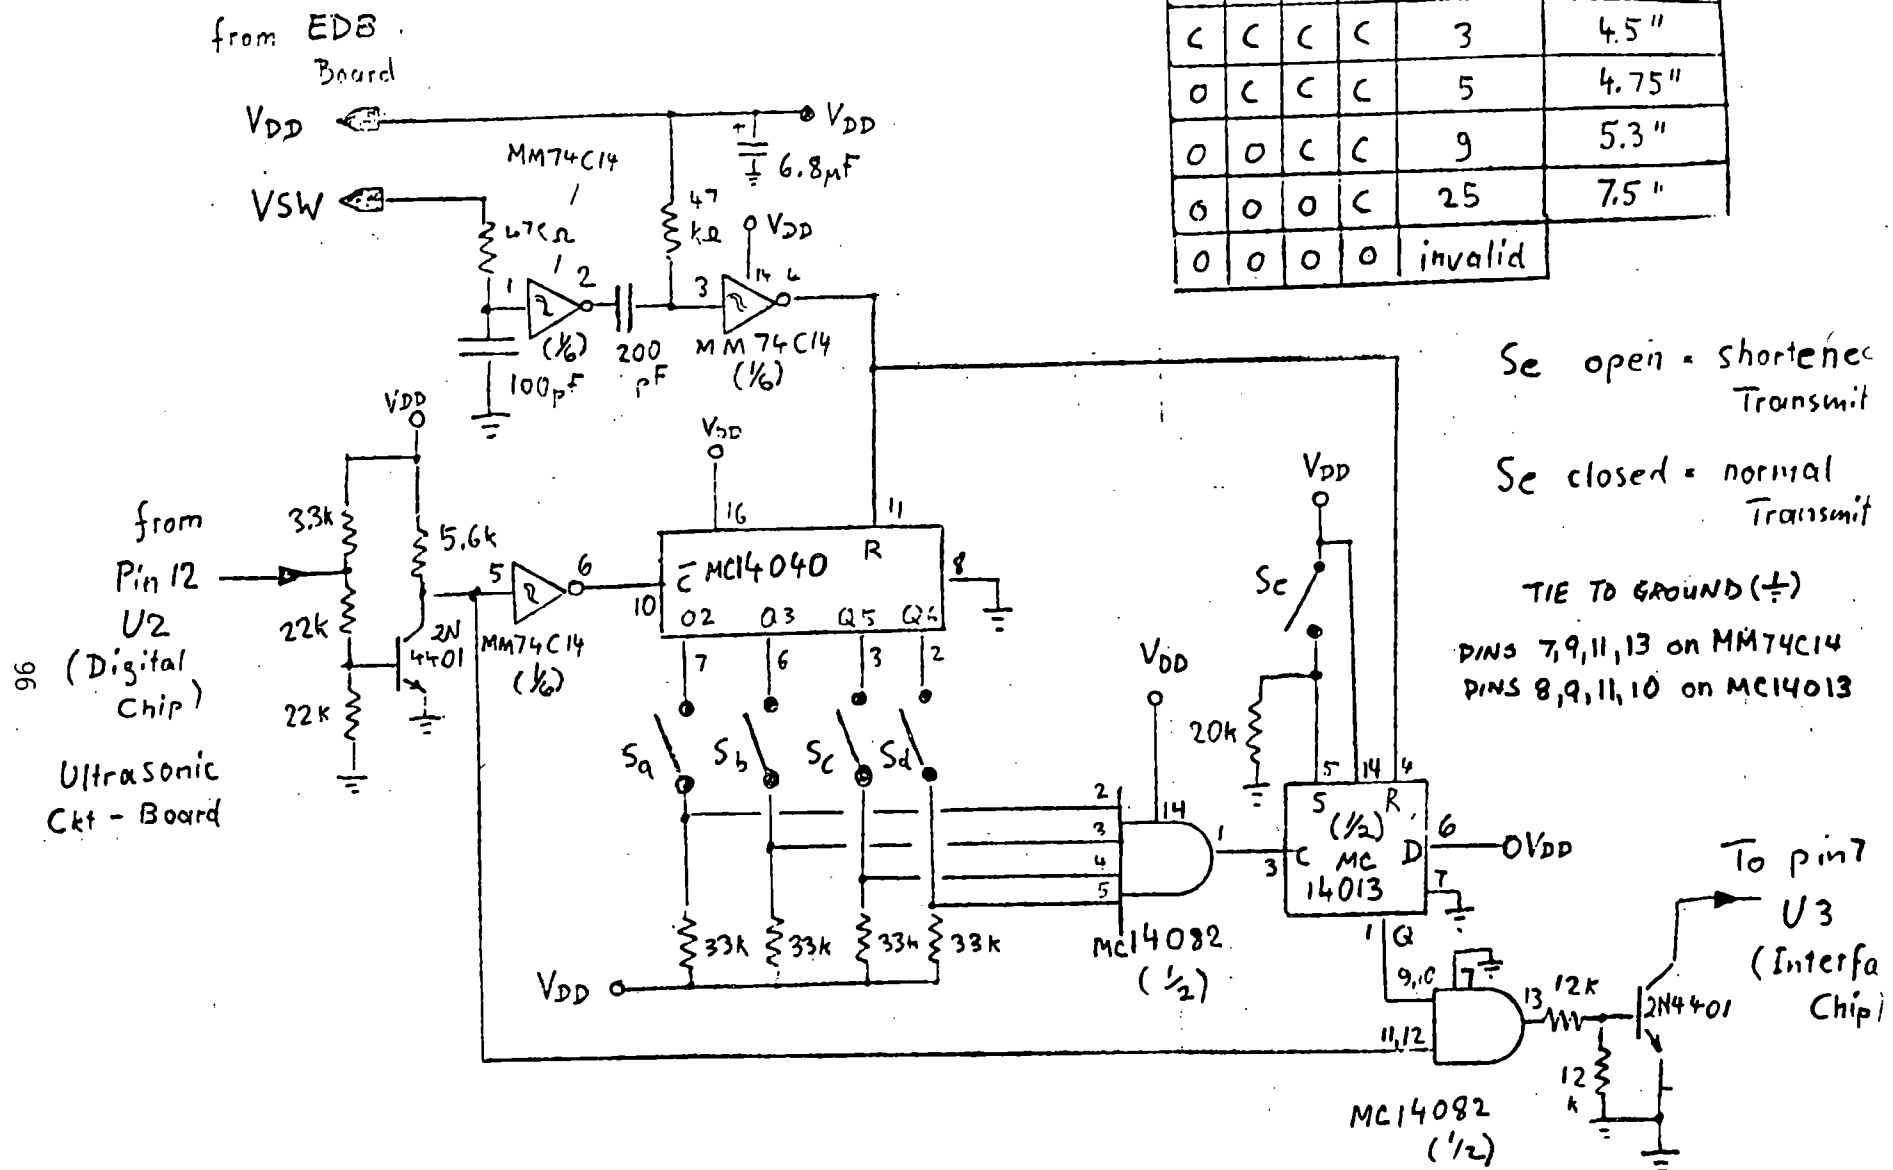 from EDB
Board
VDD
VDD
6.8µF
MM74C14
VSW
47KΩ
47
kΩ
VDD
1
2
3
14
4
(1/6)
200
pF
MM74C14
(1/6)
100pF
C C C C 3 4.5"
O C C C 5 4.75"
O O C C 9 5.3"
O O O C 25 7.5"
O O O O invalid
Se open = shortened
Transmit
Se closed = normal
Transmit
TIE TO GROUND (⏚)
PINS 7,9,11,13 on MM74C14
PINS 8,9,11,10 on MC14013
VDD
3.3k
5.6k
from
Pin 12
U2
(Digital
Chip)
Ultrasonic
Ckt - Board
96
22k
22k
2N
4401
5
6
MM74C14
(1/6)
VDD
16
11
10
C̅ MC14040
R
8
Q2 Q3 Q5 Q6
7
6
3
2
Sa
Sb
Sc
Sd
33k
33k
33k
33k
VDD
VDD
14
2
3
4
5
1
MC14082
(1/2)
VDD
Se
20k
5
14
4
S
R
(1/2)
3
C
MC
14013
D
6
VDD
7
1
Q
9,10
7
11,12
13
12k
12
k
2N4401
MC14082
(1/2)
To pin 7
U3
(Interfa
Chip)